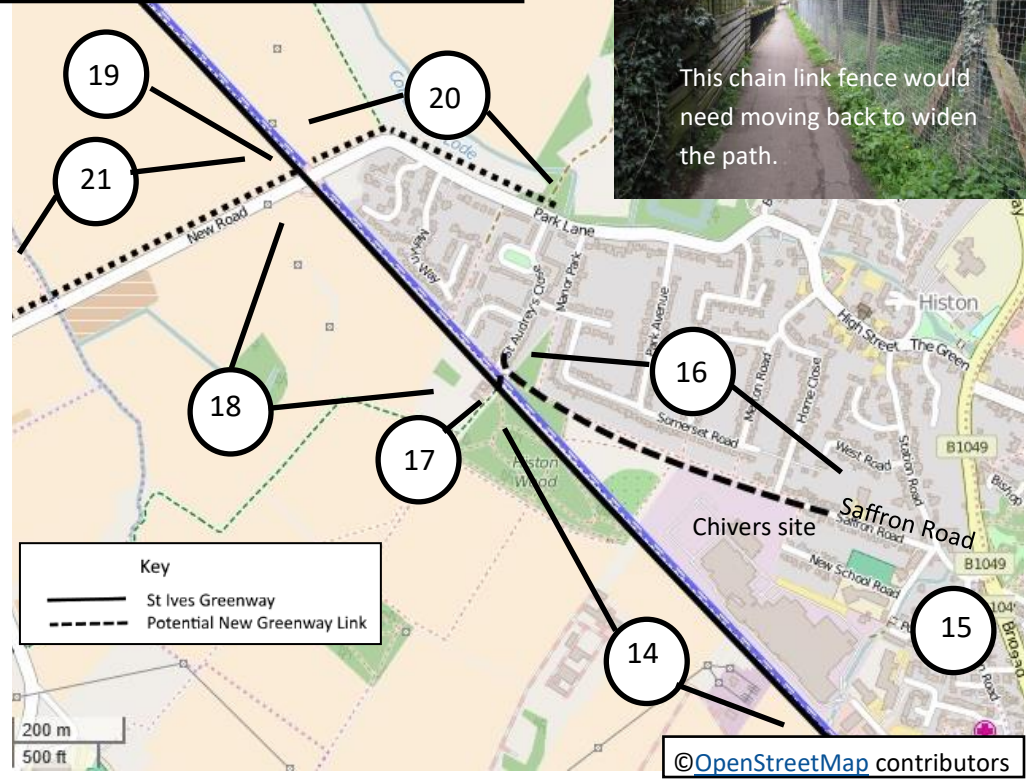 This chain link fence would
need moving back to widen
the path.
19
20
21
New Road
Park Lane
Histon
High Street
The Green
Manor Park
Park Avenue
18
17
16
Somerset Road
Melton Road
Home Close
West Road
Station Road
B1049
Histon
Wood
Chivers site
Saffron Road
Saffron Road
New School Road
B1049
14
15
Key
St Ives Greenway
Potential New Greenway Link
200 m
500 ft
©OpenStreetMap contributors